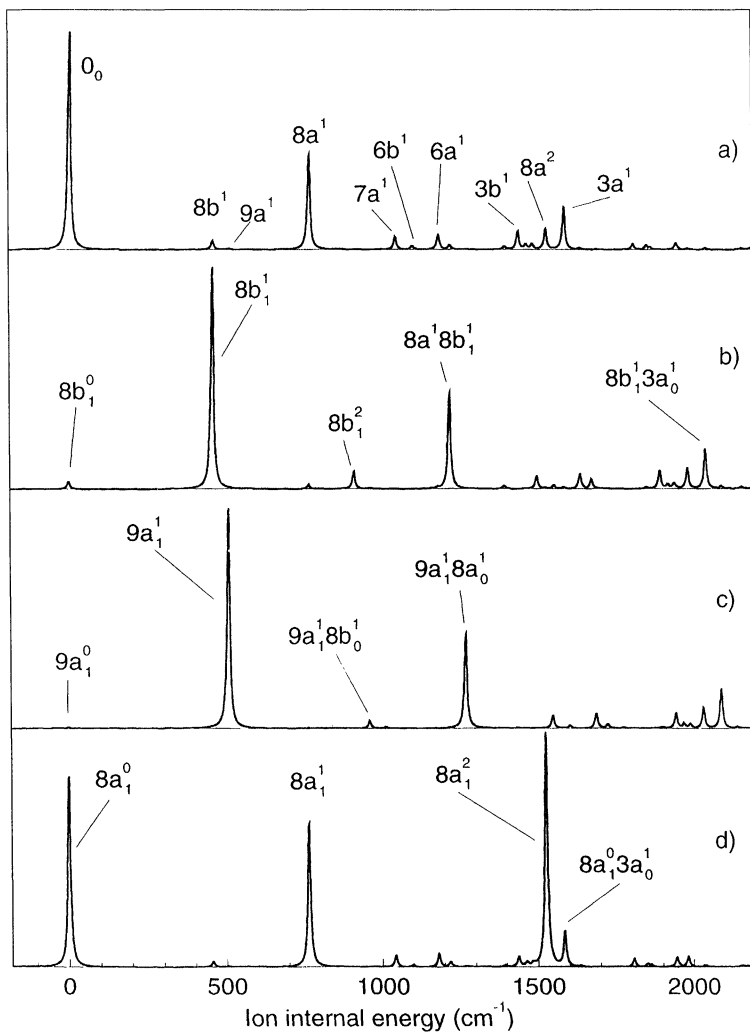 0₀
8a¹
a)
6b¹
6a¹
8a²
8b¹
9a¹
7a¹
3b¹
3a¹
8b₁¹
8a¹8b₁¹
b)
8b₁⁰
8b₁²
8b₁¹3a₀¹
9a₁¹
9a₁¹8a₀¹
c)
9a₁⁰
9a₁¹8b₀¹
8a₁⁰
8a₁¹
8a₁²
d)
8a₁⁰3a₀¹
0
500
1000
1500
2000
Ion internal energy (cm⁻¹)